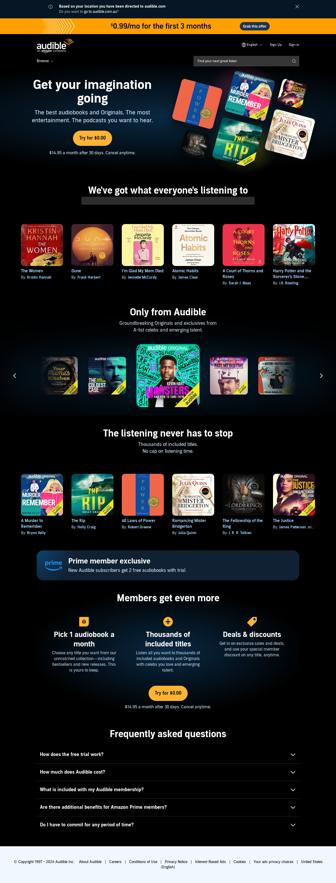 Based on your location you have been directed to audible.com
Do you want to go to audible.com.au?
$0.99/mo for the first 3 months
Grab this offer
audible
an amazon company
English
Sign Up
Sign in
Browse
Find your next great listen
Get your imagination
going
The best audiobooks and Originals. The most
entertainment. The podcasts you want to hear.
Try for $0.00
$14.95 a month after 30 days. Cancel anytime.
We've got what everyone's listening to
The Women
By: Kristin Hannah
Dune
By: Frank Herbert
I'm Glad My Mom Died
By: Jennette McCurdy
Atomic Habits
By: James Clear
A Court of Thorns and
Roses
By: Sarah J. Maas
Harry Potter and the
Sorcerer's Stone...
By: J.K. Rowling
Only from Audible
Groundbreaking Originals and exclusives from
A-list celebs and emerging talent.
The listening never has to stop
Thousands of included titles.
No cap on listening time.
A Murder to
Remember
By: Brynn Kelly
The Rip
By: Holly Craig
48 Laws of Power
By: Robert Greene
Romancing Mister
Bridgerton
By: Julia Quinn
The Fellowship of the
Ring
By: J. R. R. Tolkien
The Justice
By: James Patterson, ...
prime
Prime member exclusive
New Audible subscribers get 2 free audiobooks with trial.
Members get even more
Pick 1 audiobook a
month
Choose any title you want from our
unmatched collection—including
bestsellers and new releases. This
is yours to keep.
Thousands of
included titles
Listen all you want to thousands of
included audiobooks and Originals
with celebs you love and emerging
talent.
Deals & discounts
Get in on exclusive sales and deals,
and use your special member
discount on any title, anytime.
Try for $0.00
$14.95 a month after 30 days. Cancel anytime.
Frequently asked questions
How does the free trial work?
How much does Audible cost?
What is included with my Audible membership?
Are there additional benefits for Amazon Prime members?
Do I have to commit for any period of time?
© Copyright 1997 - 2024 Audible Inc. About Audible | Careers | Conditions of Use | Privacy Notice | Interest-Based Ads | Cookies | Your ads privacy choices | United States
(English)